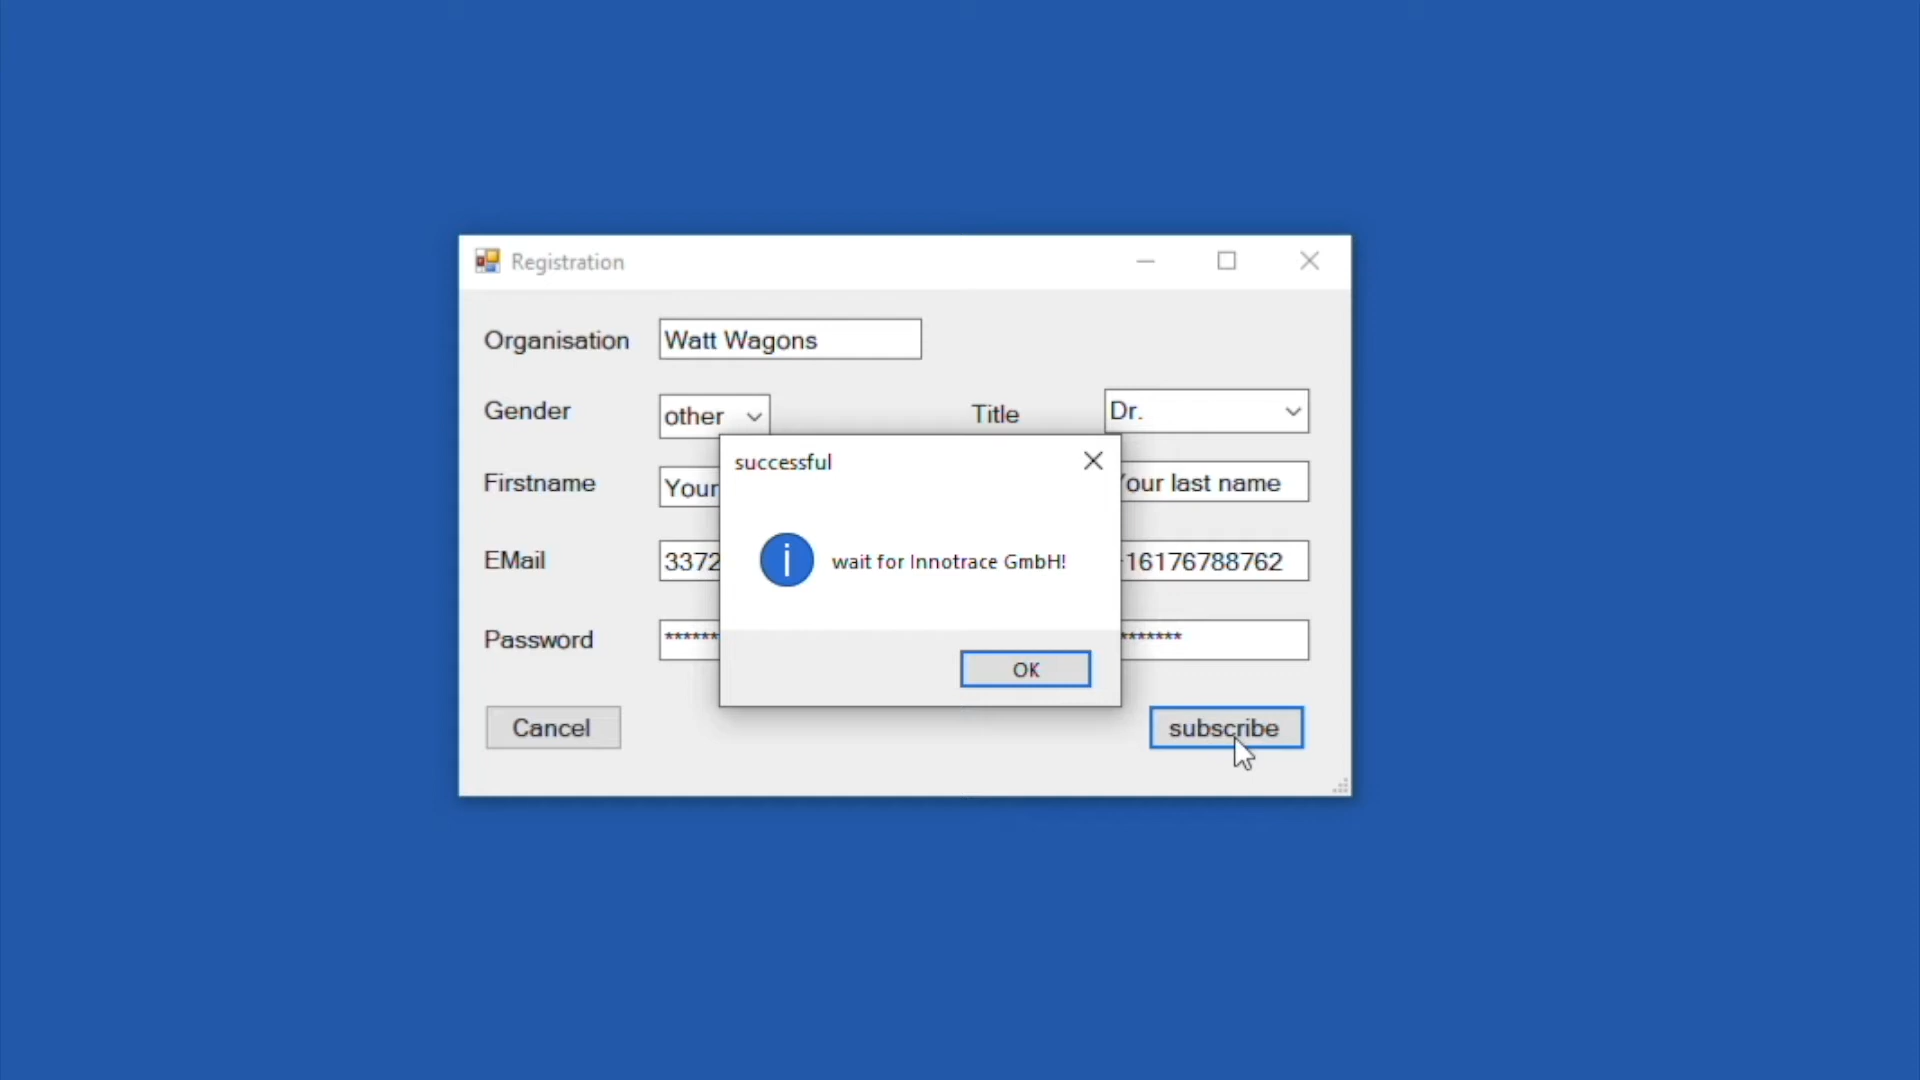 Registration
Organisation Watt Wagons
Gender other Title Dr.
successful
Firstname Your Your last name
wait for Innotrace GmbH!
EMail 3372 16176788762
Password ****** *******
OK
Cancel subscribe